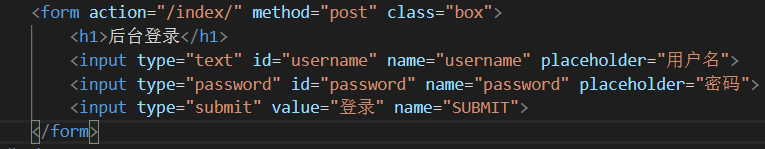 <form action="/index/" method="post" class="box">
<h1>后台登录</h1>
<input type="text" id="username" name="username" placeholder="用户名">
<input type="password" id="password" name="password" placeholder="密码">
<input type="submit" value="登录" name="SUBMIT">
</form>